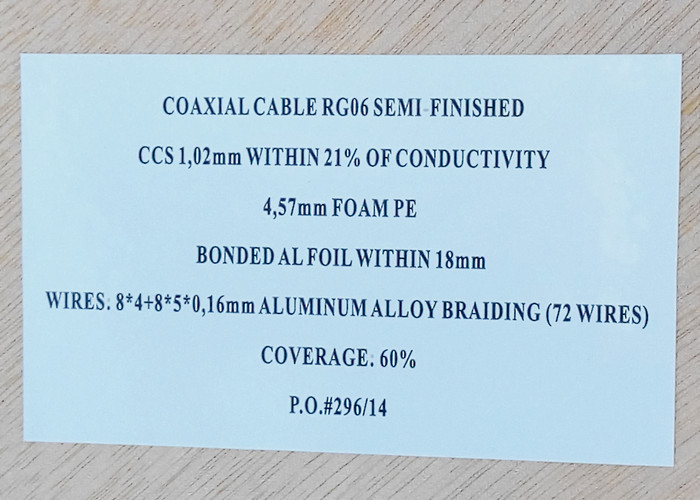 COAXIAL CABLE RG06 SEMI-FINISHED
CCS 1,02mm WITHIN 21% OF CONDUCTIVITY
4,57mm FOAM PE
BONDED AL FOIL WITHIN 18mm
WIRES: 8*4+8*5*0,16mm ALUMINUM ALLOY BRAIDING (72 WIRES)
COVERAGE: 60%
P.O.#296/14